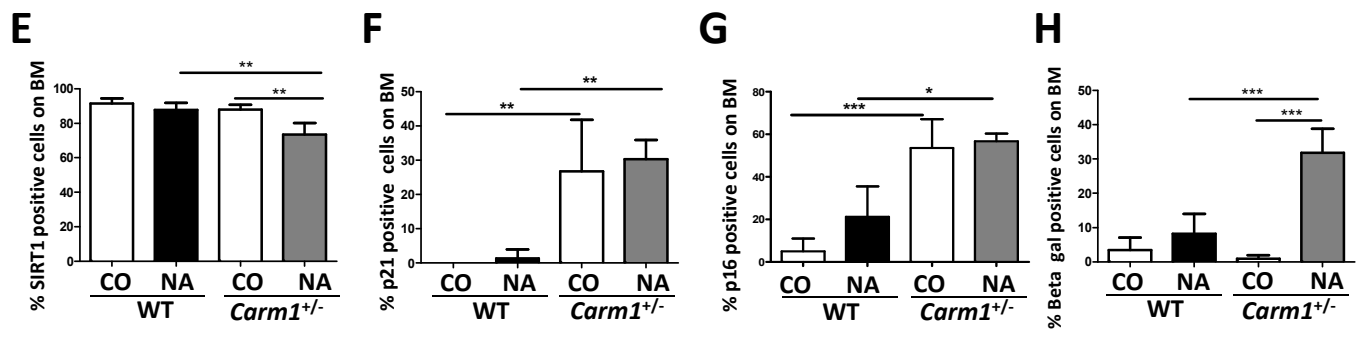 E
% SIRT1 positive cells on BM
100
80
60
40
20
0
**
**
CO NA CO NA
WT Carm1+/-
F
% p21 positive cells on BM
50
40
30
20
10
0
**
**
CO NA CO NA
WT Carm1+/-
G
% p16 positive cells on BM
80
60
40
20
0
*
***
CO NA CO NA
WT Carm1+/-
H
% Beta gal positive cells on BM
50
40
30
20
10
0
***
***
CO NA CO NA
WT Carm1+/-